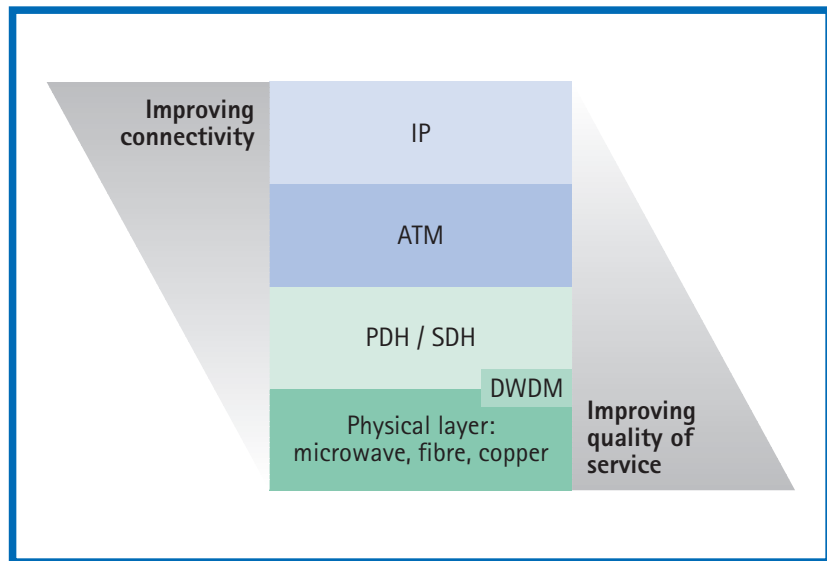 Improving
connectivity
IP
ATM
PDH / SDH
DWDM
Physical layer:
microwave, fibre, copper
Improving
quality of
service